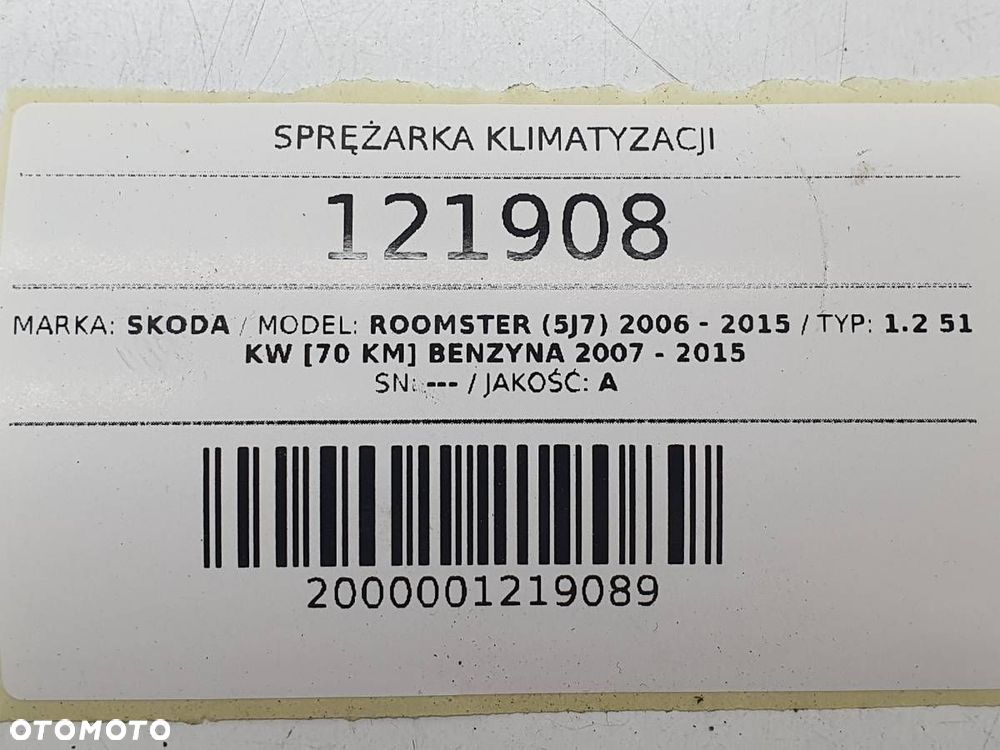 SPRĘŻARKA KLIMATYZACJI
121908
MARKA: SKODA / MODEL: ROOMSTER (5J7) 2006 - 2015 / TYP: 1.2 51
KW [70 KM] BENZYNA 2007 - 2015
SN: --- / JAKOŚĆ: A
2000001219089
OTOMOTO